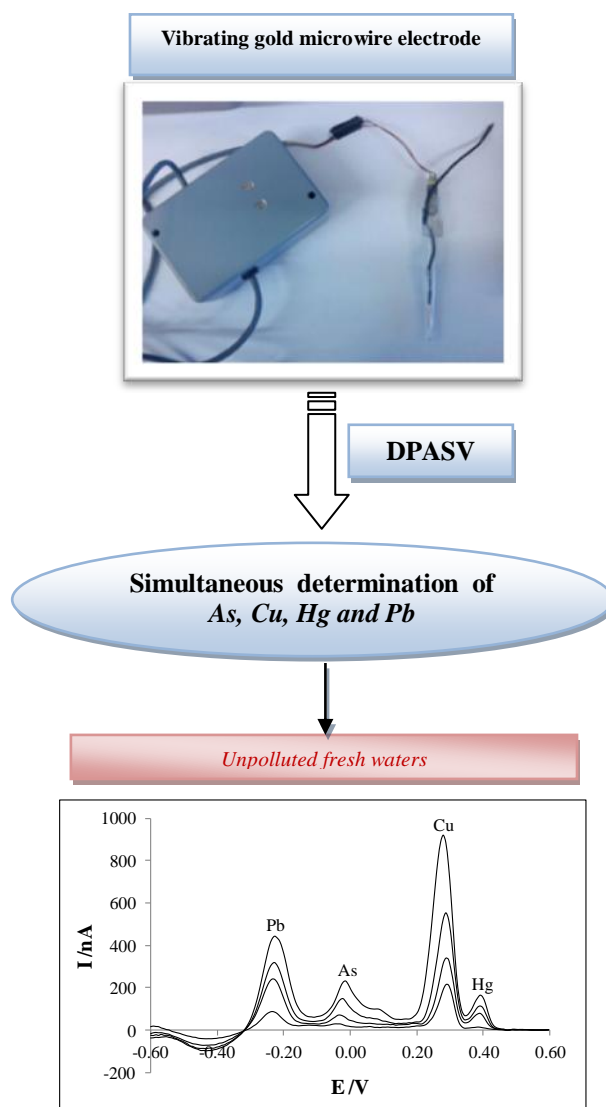 Vibrating gold microwire electrode
DPASV
Simultaneous determination of
As, Cu, Hg and Pb
Unpolluted fresh waters
1000
800
600
400
200
0
-200
I /nA
Pb
As
Cu
Hg
-0.60
-0.40
-0.20
0.00
0.20
0.40
0.60
E /V